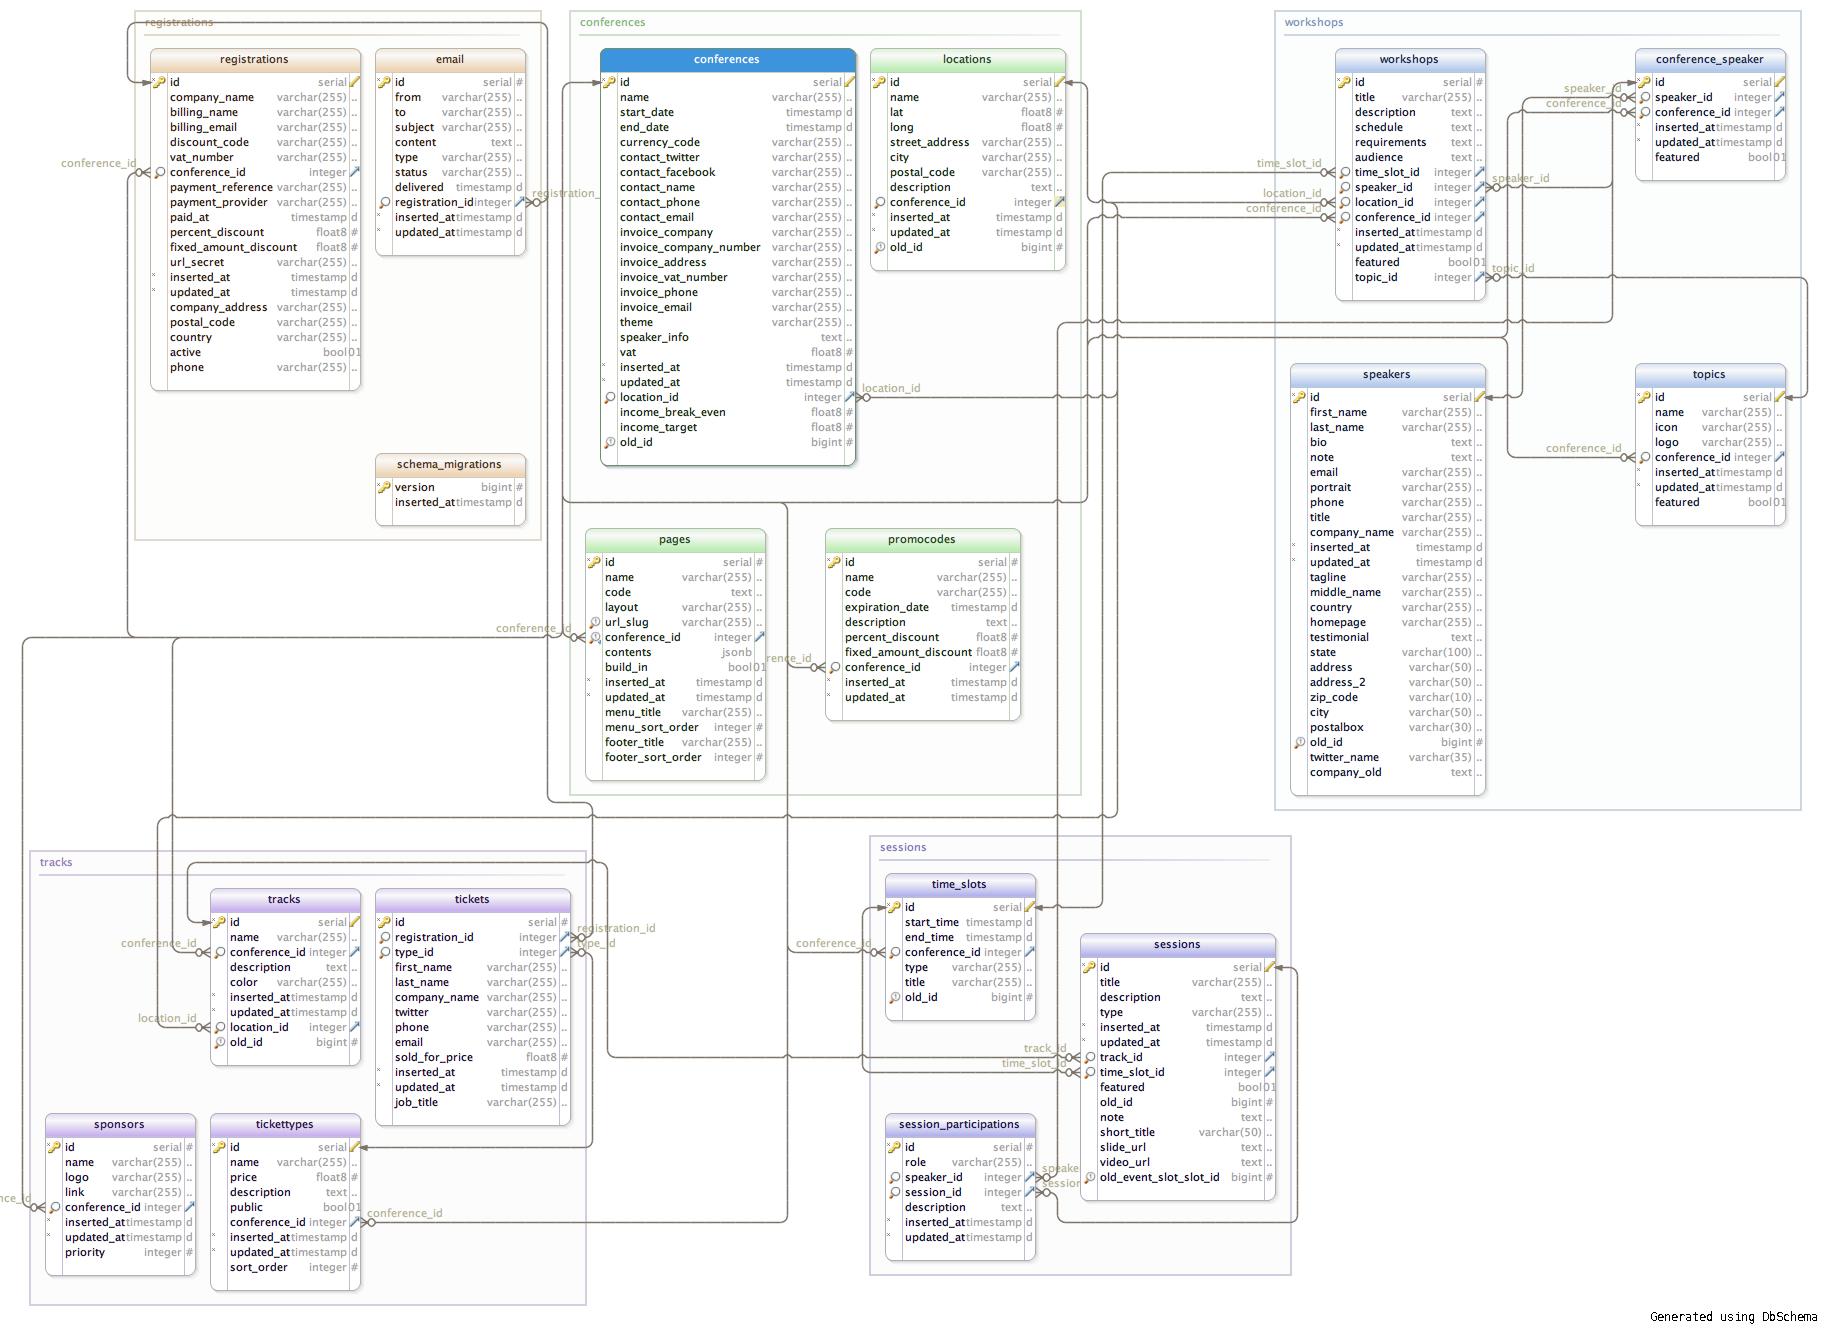 registrations
registrations
id serial
company_name varchar(255) ..
billing_name varchar(255) ..
billing_email varchar(255) ..
discount_code varchar(255) ..
vat_number varchar(255) ..
conference_id integer
payment_reference varchar(255) ..
payment_provider varchar(255) ..
paid_at timestamp d
percent_discount float8 #
fixed_amount_discount float8 #
url_secret varchar(255) ..
inserted_at timestamp d
updated_at timestamp d
company_address varchar(255) ..
postal_code varchar(255) ..
country varchar(255) ..
active bool 01
phone varchar(255) ..
conference_id
email
id serial #
from varchar(255) ..
to varchar(255) ..
subject varchar(255) ..
content text ..
type varchar(255) ..
status varchar(255) ..
delivered timestamp d
registration_id integer
inserted_at timestamp d
updated_at timestamp d
registration_
schema_migrations
version bigint #
inserted_at timestamp d
conferences
conferences
id serial
name varchar(255) ..
start_date timestamp d
end_date timestamp d
currency_code varchar(255) ..
contact_twitter varchar(255) ..
contact_facebook varchar(255) ..
contact_name varchar(255) ..
contact_phone varchar(255) ..
contact_email varchar(255) ..
invoice_company varchar(255) ..
invoice_company_number varchar(255) ..
invoice_address varchar(255) ..
invoice_vat_number varchar(255) ..
invoice_phone varchar(255) ..
invoice_email varchar(255) ..
theme varchar(255) ..
speaker_info text ..
vat float8 #
inserted_at timestamp d
updated_at timestamp d
location_id integer
income_break_even float8 #
income_target float8 #
old_id bigint #
location_id
locations
id serial
name varchar(255) ..
lat float8 #
long float8 #
street_address varchar(255) ..
city varchar(255) ..
postal_code varchar(255) ..
description text ..
conference_id integer
inserted_at timestamp d
updated_at timestamp d
old_id bigint #
pages
id serial #
name varchar(255) ..
code text ..
layout varchar(255) ..
url_slug varchar(255) ..
conference_id integer
contents jsonb
build_in bool 01
inserted_at timestamp d
updated_at timestamp d
menu_title varchar(255) ..
menu_sort_order integer #
footer_title varchar(255) ..
footer_sort_order integer #
conference_id
promocodes
id serial #
name varchar(255) ..
code varchar(255) ..
expiration_date timestamp d
description text ..
percent_discount float8 #
fixed_amount_discount float8 #
conference_id integer
inserted_at timestamp d
updated_at timestamp d
rence_id
workshops
workshops
id serial #
title varchar(255) ..
description text ..
schedule text ..
requirements text ..
audience text ..
time_slot_id integer
speaker_id integer
location_id integer
conference_id integer
inserted_at timestamp d
updated_at timestamp d
featured bool 01
topic_id integer
time_slot_id
location_id
conference_id
speaker_id
topic_id
conference_speaker
id serial
speaker_id integer
conference_id integer
inserted_at timestamp d
updated_at timestamp d
featured bool 01
speaker_id
conference_id
speakers
id serial
first_name varchar(255) ..
last_name varchar(255) ..
bio text ..
note text ..
email varchar(255) ..
portrait varchar(255) ..
phone varchar(255) ..
title varchar(255) ..
company_name varchar(255) ..
inserted_at timestamp d
updated_at timestamp d
tagline varchar(255) ..
middle_name varchar(255) ..
country varchar(255) ..
homepage varchar(255) ..
testimonial text ..
state varchar(100) ..
address varchar(50) ..
address_2 varchar(50) ..
zip_code varchar(10) ..
city varchar(50) ..
postalbox varchar(30) ..
old_id bigint #
twitter_name varchar(35) ..
company_old text ..
topics
id serial
name varchar(255) ..
icon varchar(255) ..
logo varchar(255) ..
conference_id integer
inserted_at timestamp d
updated_at timestamp d
featured bool 01
conference_id
tracks
tracks
id serial
name varchar(255) ..
conference_id integer
description text ..
color varchar(255) ..
inserted_at timestamp d
updated_at timestamp d
location_id integer
old_id bigint #
conference_id
location_id
tickets
id serial #
registration_id integer
type_id integer
first_name varchar(255) ..
last_name varchar(255) ..
company_name varchar(255) ..
twitter varchar(255) ..
phone varchar(255) ..
email varchar(255) ..
sold_for_price float8 #
inserted_at timestamp d
updated_at timestamp d
job_title varchar(255) ..
registration_id
type_id
sponsors
id serial #
name varchar(255) ..
logo varchar(255) ..
link varchar(255) ..
conference_id integer
inserted_at timestamp d
updated_at timestamp d
priority integer #
nce_id
tickettypes
id serial
name varchar(255) ..
price float8 #
description text ..
public bool 01
conference_id integer
inserted_at timestamp d
updated_at timestamp d
sort_order integer #
conference_id
sessions
time_slots
id serial
start_time timestamp d
end_time timestamp d
conference_id integer
type varchar(255) ..
title varchar(255) ..
old_id bigint #
conference_id
sessions
id serial
title varchar(255) ..
description text ..
type varchar(255) ..
inserted_at timestamp d
updated_at timestamp d
track_id integer
time_slot_id integer
featured bool 01
old_id bigint #
note text ..
short_title varchar(50) ..
slide_url text ..
video_url text ..
old_event_slot_slot_id bigint #
track_id
time_slot_id
session_participations
id serial #
role varchar(255) ..
speaker_id integer
session_id integer
description text ..
inserted_at timestamp d
updated_at timestamp d
speake
session
Generated using DbSchema